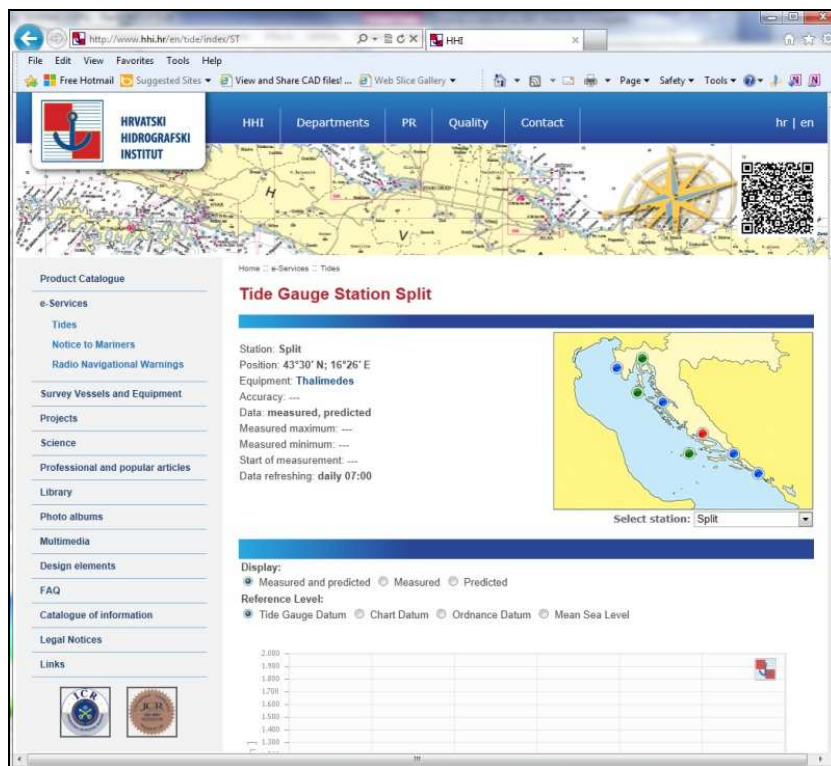 http://www.hhi.hr/en/tide/index/ST
HHI
File Edit View Favorites Tools Help
Free Hotmail Suggested Sites View and Share CAD files!... Web Slice Gallery Page Safety Tools
HRVATSKI
HIDROGRAFSKI
INSTITUT
HHI Departments PR Quality Contact hr | en
H
V
Home :: e-Services :: Tides
Product Catalogue
e-Services
Tides
Notice to Mariners
Radio Navigational Warnings
Survey Vessels and Equipment
Projects
Science
Professional and popular articles
Library
Photo albums
Multimedia
Design elements
FAQ
Catalogue of information
Legal Notices
Links
ICR
Tide Gauge Station Split
Station: Split
Position: 43°30' N; 16°26' E
Equipment: Thalimedes
Accuracy: ---
Data: measured, predicted
Measured maximum: ---
Measured minimum: ---
Start of measurement: ---
Data refreshing: daily 07:00
Select station: Split
Display:
Measured and predicted Measured Predicted
Reference Level:
Tide Gauge Datum Chart Datum Ordnance Datum Mean Sea Level
2.000
1.900
1.800
1.700
1.600
1.500
1.400
1.300